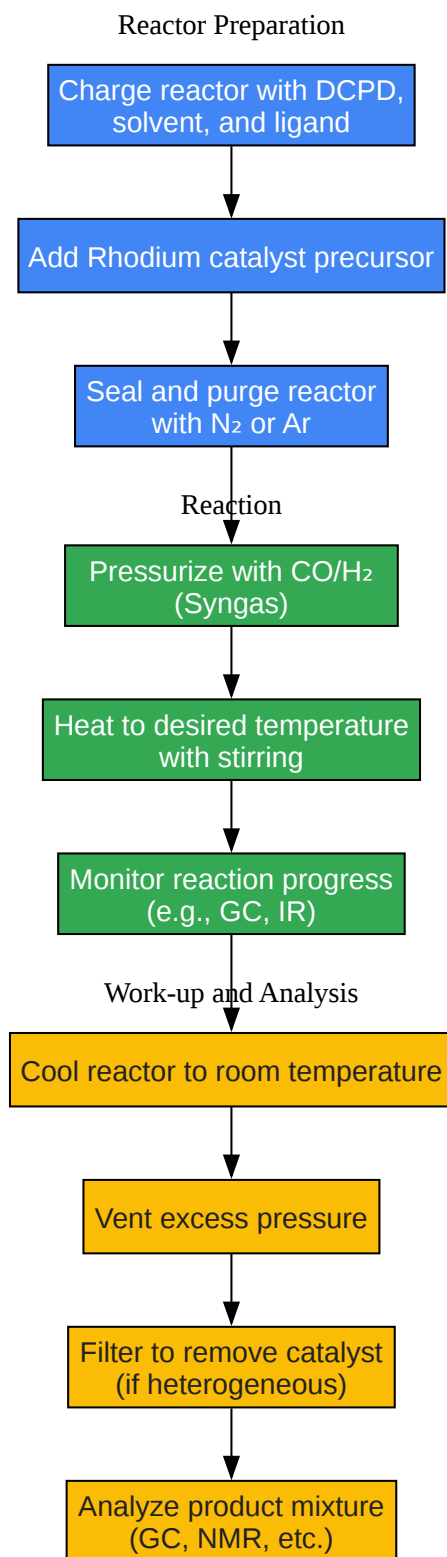 Reactor Preparation
Charge reactor with DCPD,
solvent, and ligand
Add Rhodium catalyst precursor
Seal and purge reactor
with N₂ or Ar
Reaction
Pressurize with CO/H₂
(Syngas)
Heat to desired temperature
with stirring
Monitor reaction progress
(e.g., GC, IR)
Work-up and Analysis
Cool reactor to room temperature
Vent excess pressure
Filter to remove catalyst
(if heterogeneous)
Analyze product mixture
(GC, NMR, etc.)